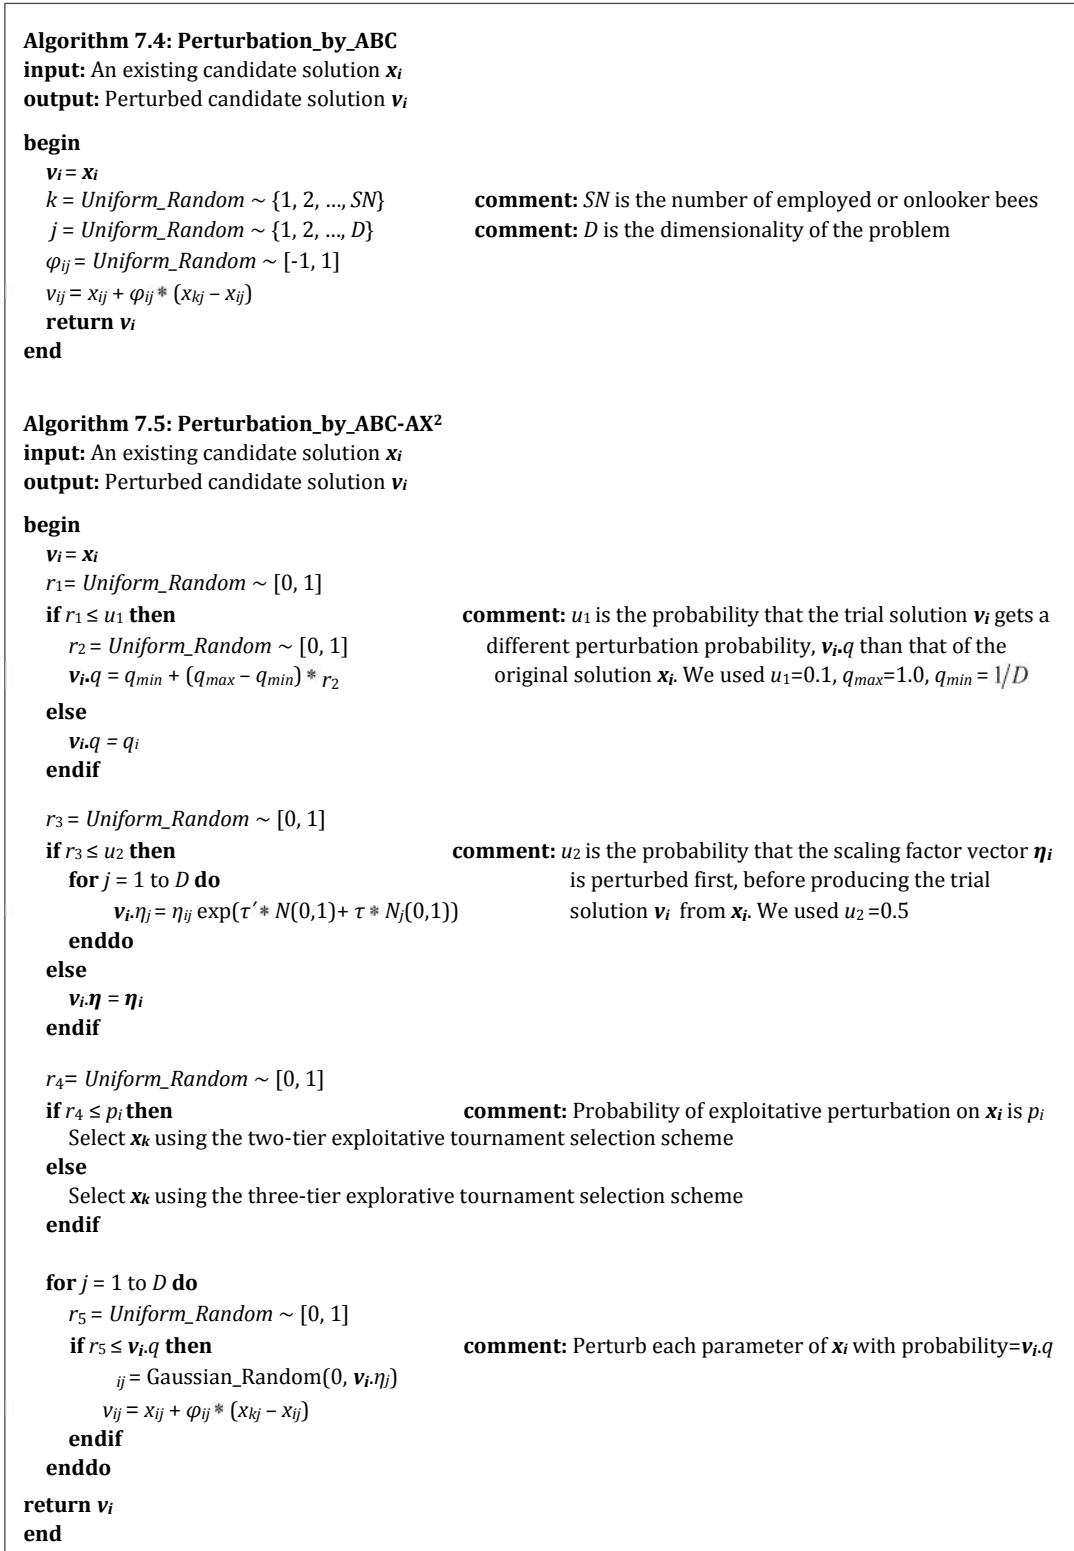 Algorithm 7.4: Perturbation_by_ABC
input: An existing candidate solution xi
output: Perturbed candidate solution vi
begin
vi = xi
k = Uniform_Random ~ {1, 2, ..., SN} comment: SN is the number of employed or onlooker bees
j = Uniform_Random ~ {1, 2, ..., D} comment: D is the dimensionality of the problem
φij = Uniform_Random ~ [-1, 1]
vij = xij + φij * (xkj – xij)
return vi
end
Algorithm 7.5: Perturbation_by_ABC-AX²
input: An existing candidate solution xi
output: Perturbed candidate solution vi
begin
vi = xi
r1= Uniform_Random ~ [0, 1]
if r1 ≤ u1 then comment: u1 is the probability that the trial solution vi gets a
r2 = Uniform_Random ~ [0, 1] different perturbation probability, vi.q than that of the
vi.q = qmin + (qmax – qmin) * r2 original solution xi. We used u1=0.1, qmax=1.0, qmin = 1/D
else
vi.q = qi
endif
r3 = Uniform_Random ~ [0, 1]
if r3 ≤ u2 then comment: u2 is the probability that the scaling factor vector ηi
for j = 1 to D do is perturbed first, before producing the trial
vi.ηj = ηij exp(τ′ * N(0,1)+ τ * Nj(0,1)) solution vi from xi. We used u2 =0.5
enddo
else
vi.η = ηi
endif
r4= Uniform_Random ~ [0, 1]
if r4 ≤ pi then comment: Probability of exploitative perturbation on xi is pi
Select xk using the two-tier exploitative tournament selection scheme
else
Select xk using the three-tier explorative tournament selection scheme
endif
for j = 1 to D do
r5 = Uniform_Random ~ [0, 1]
if r5 ≤ vi.q then comment: Perturb each parameter of xi with probability=vi.q
ij = Gaussian_Random(0, vi.ηj)
vij = xij + φij * (xkj – xij)
endif
enddo
return vi
end